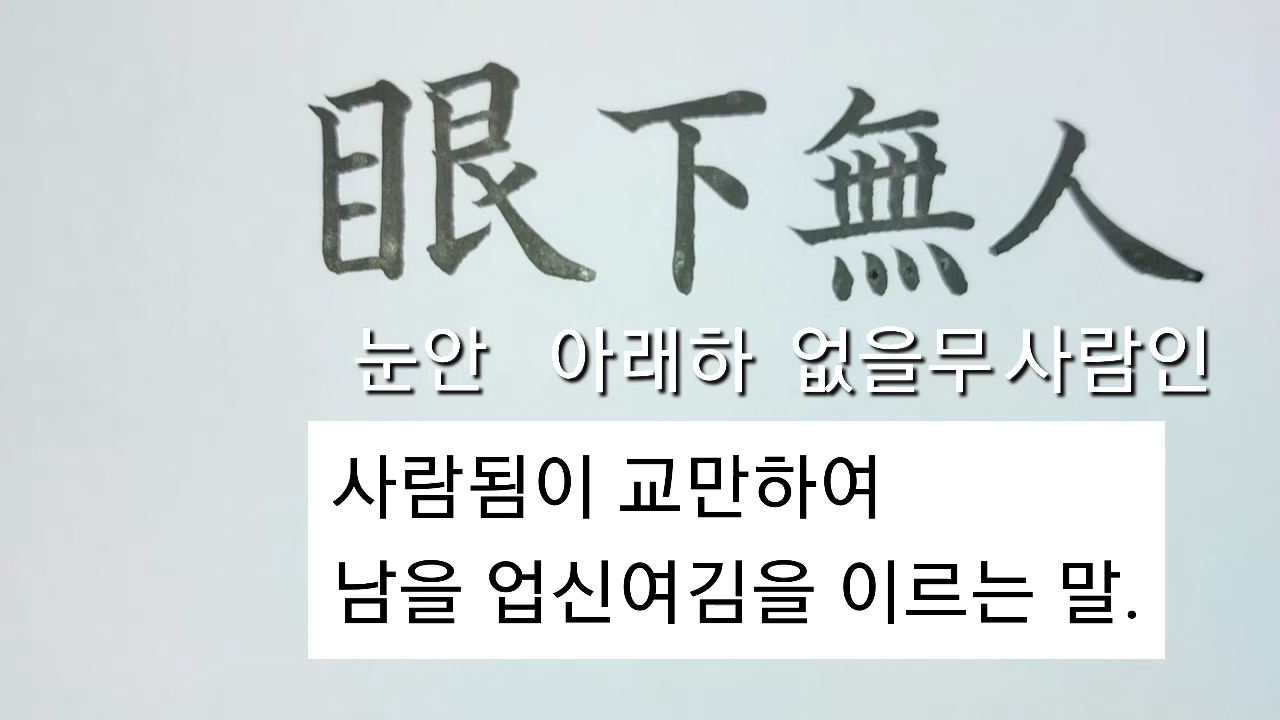 眼下無人
눈안 아래하 없을무 사람인
사람됨이 교만하여
남을 업신여김을 이르는 말.